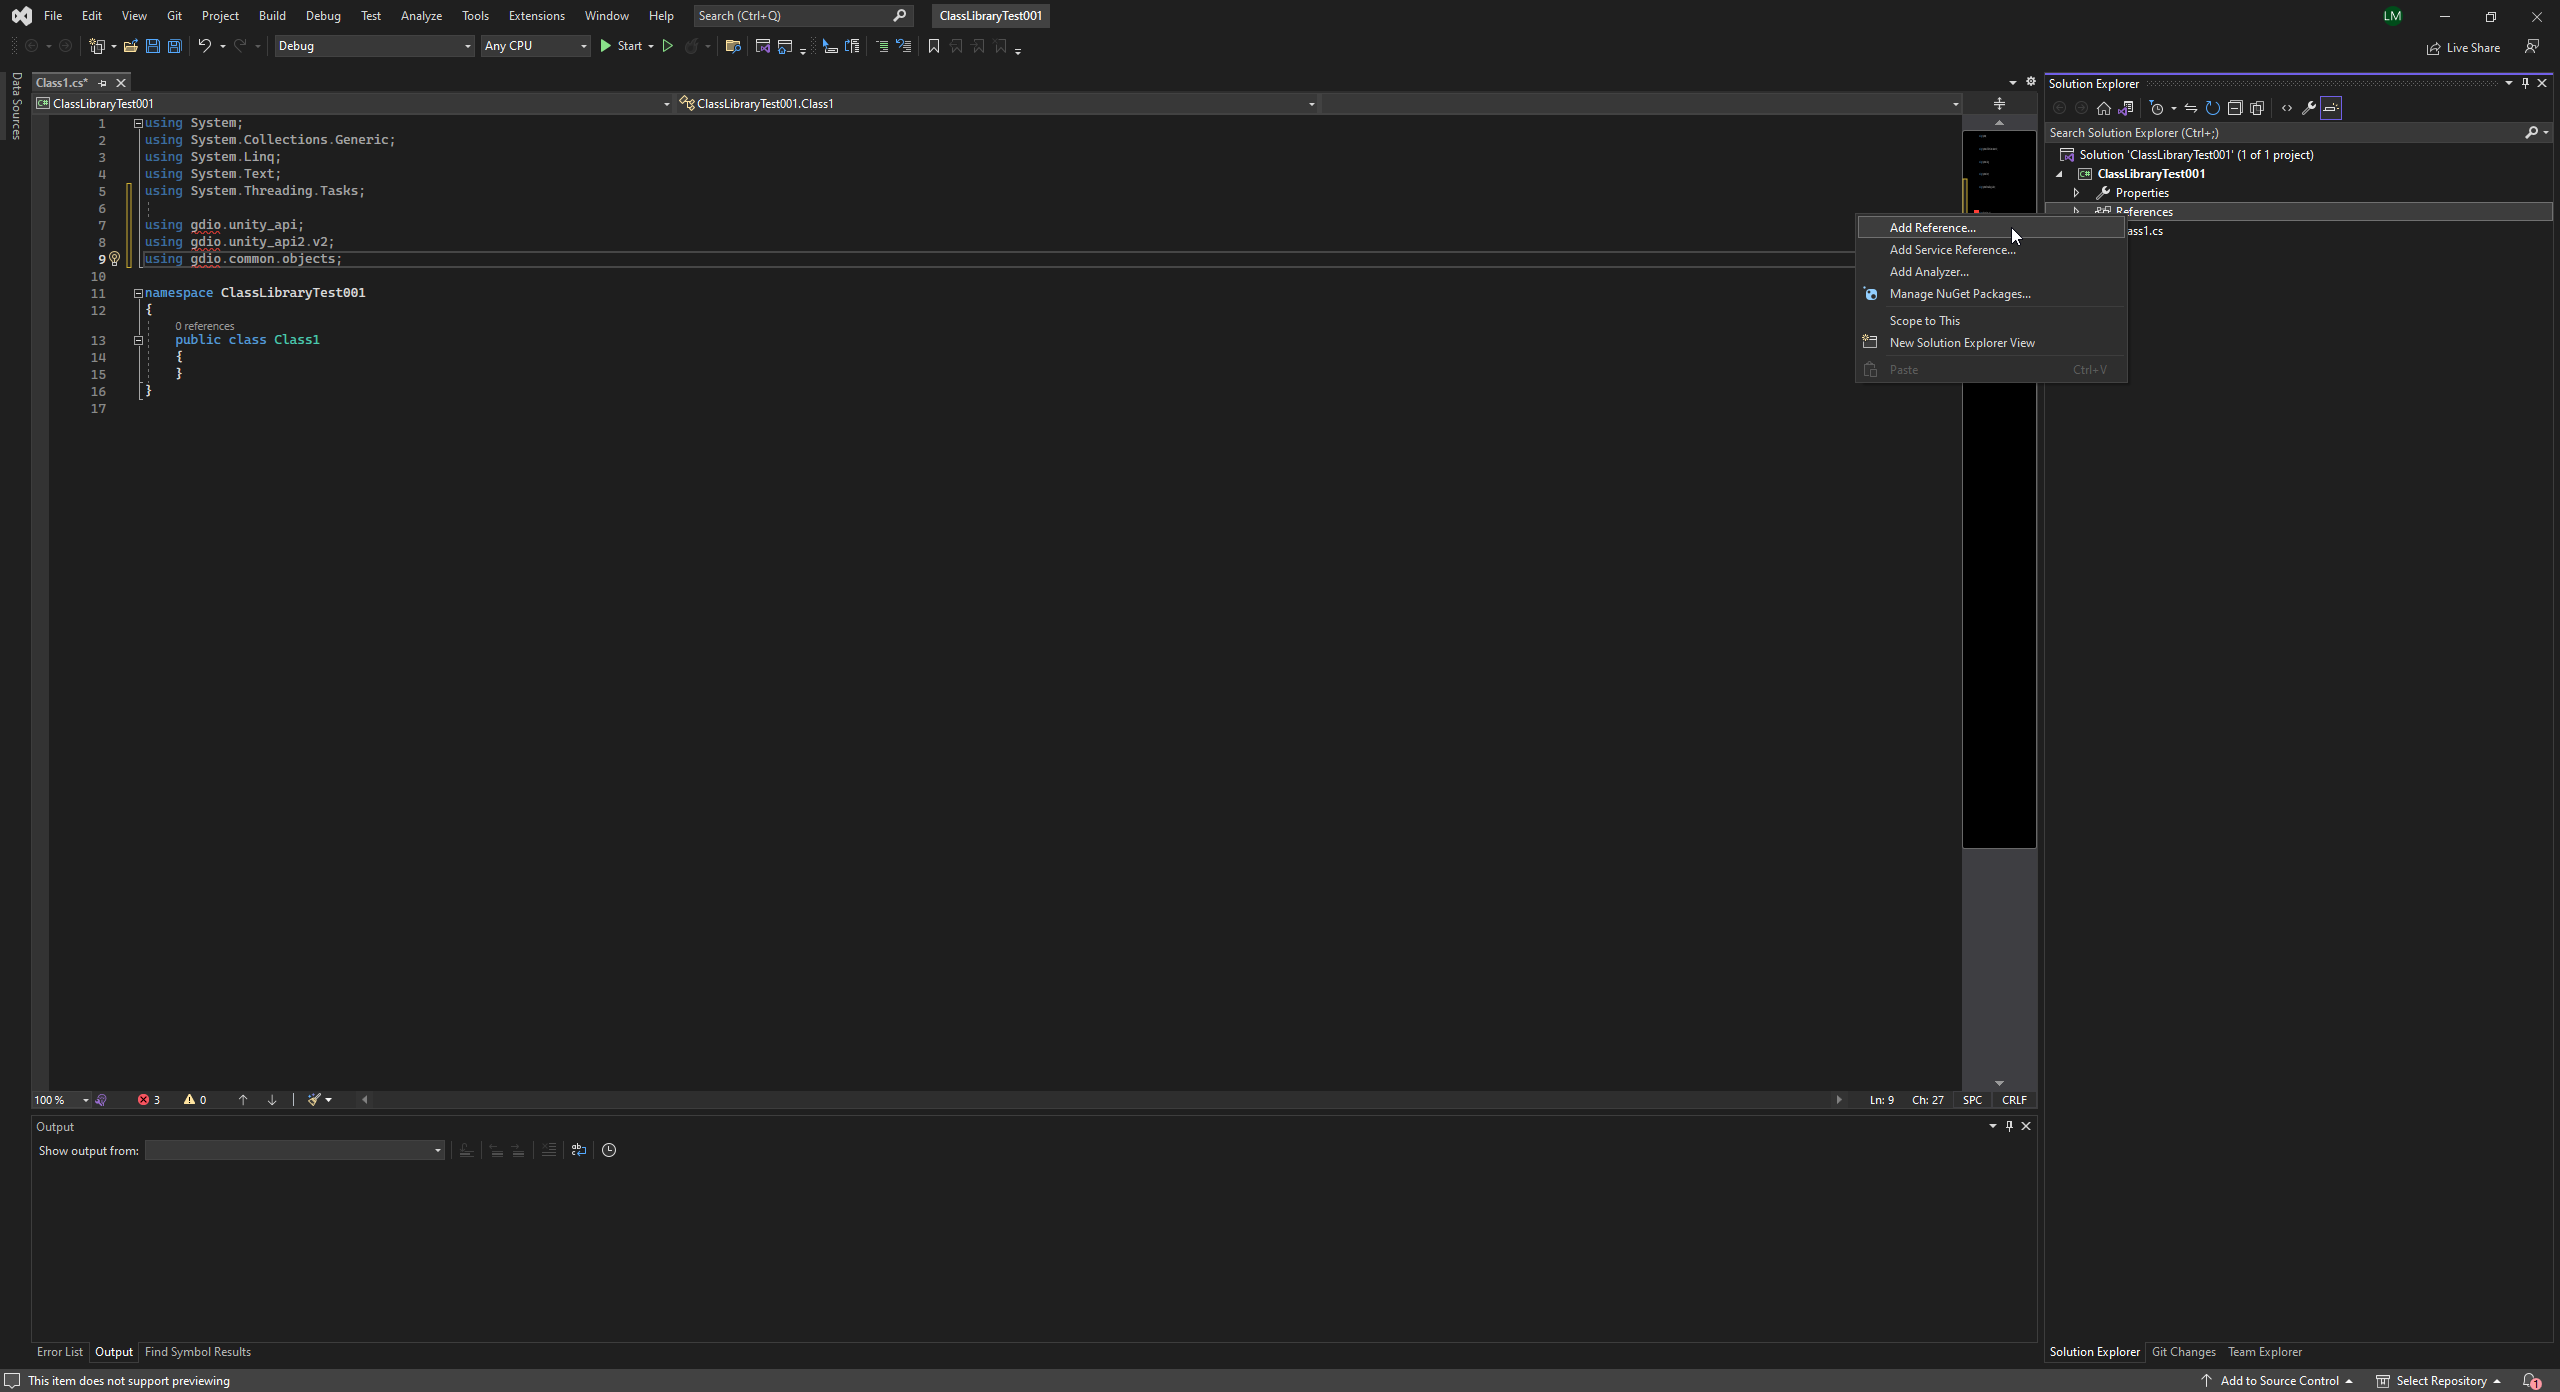 File Edit View Git Project Build Debug Test Analyze Tools Extensions Window Help Search (Ctrl+Q) ClassLibraryTest001 LM
Debug Any CPU Start Live Share
Data Sources
Class1.cs*
ClassLibraryTest001 ClassLibraryTest001.Class1
1 using System;
2 using System.Collections.Generic;
3 using System.Linq;
4 using System.Text;
5 using System.Threading.Tasks;
6
7 using gdio.unity_api;
8 using gdio.unity_api2.v2;
9 using gdio.common.objects;
10
11 namespace ClassLibraryTest001
12 {
0 references
13 public class Class1
14 {
15 }
16 }
17
Solution Explorer
Search Solution Explorer (Ctrl+;)
Solution 'ClassLibraryTest001' (1 of 1 project)
C# ClassLibraryTest001
Properties
References
ass1.cs
Add Reference...
Add Service Reference...
Add Analyzer...
Manage NuGet Packages...
Scope to This
New Solution Explorer View
Paste Ctrl+V
100 % 3 0 Ln: 9 Ch: 27 SPC CRLF
Output
Show output from:
Error List Output Find Symbol Results
Solution Explorer Git Changes Team Explorer
This item does not support previewing Add to Source Control Select Repository 1